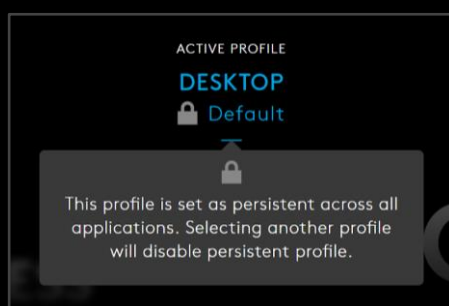 ACTIVE PROFILE
DESKTOP
Default
This profile is set as persistent across all
applications. Selecting another profile
will disable persistent profile.